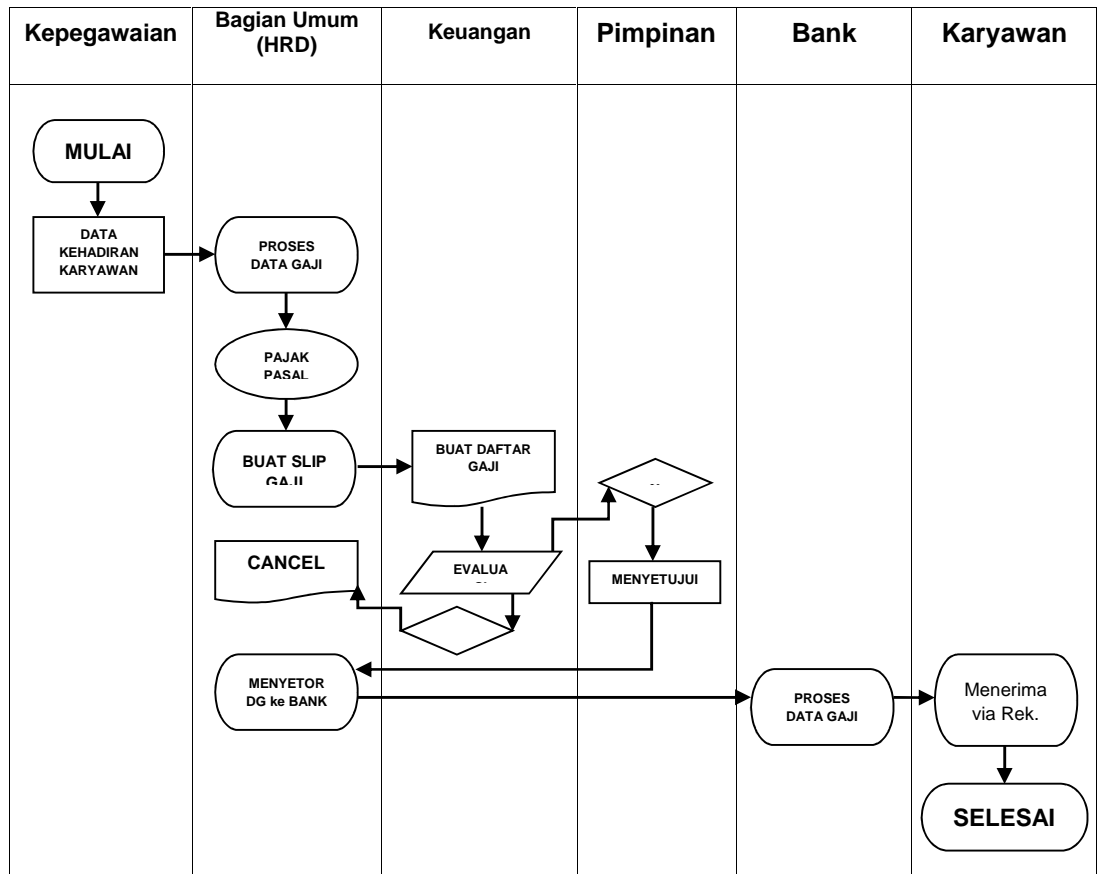 Kepegawaian
Bagian Umum
(HRD)
Keuangan
Pimpinan
Bank
Karyawan
MULAI
DATA
KEHADIRAN
KARYAWAN
PROSES
DATA GAJI
PAJAK
PASAL
BUAT SLIP
GAJI
BUAT DAFTAR
GAJI
CANCEL
EVALUA
MENYETUJUI
MENYETOR
DG ke BANK
PROSES
DATA GAJI
Menerima
via Rek.
SELESAI